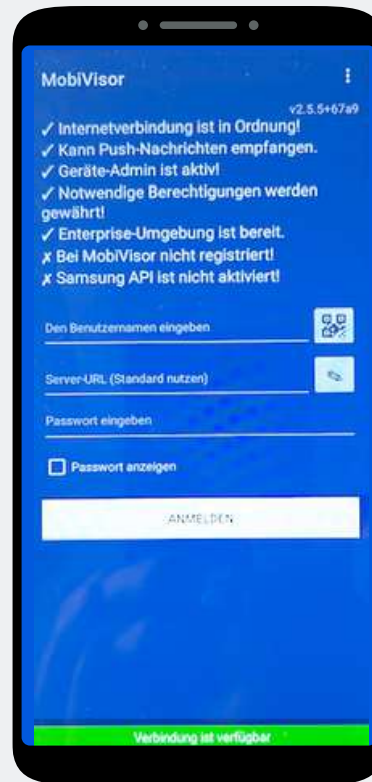 MobiVisor
v2.5.5+67a9
✓ Internetverbindung ist in Ordnung!
✓ Kann Push-Nachrichten empfangen.
✓ Geräte-Admin ist aktiv!
✓ Notwendige Berechtigungen werden
gewährt!
✓ Enterprise-Umgebung ist bereit.
✗ Bei MobiVisor nicht registriert!
✗ Samsung API ist nicht aktiviert!
Den Benutzernamen eingeben
Server-URL (Standard nutzen)
Passwort eingeben
Passwort anzeigen
ANMELDEN
Verbindung ist verfügbar